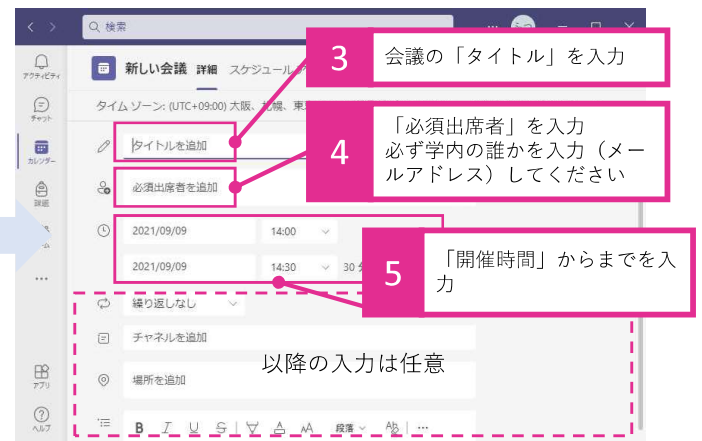 検索
アクティビティ
新しい会議 詳細 スケジュール
3
会議の「タイトル」を入力
チャット
タイム ゾーン: (UTC+09:00) 大阪、札幌、東
カレンダー
タイトルを追加
4
「必須出席者」を入力
必ず学内の誰かを入力（メー
ルアドレス）してください
課題
必須出席者を追加
2021/09/09 14:00
2021/09/09 14:30 30
5
「開催時間」からまでを入
力
繰り返しなし
チャネルを追加
以降の入力は任意
アプリ
場所を追加
ヘルプ
B I U S A AA 段落 Ab